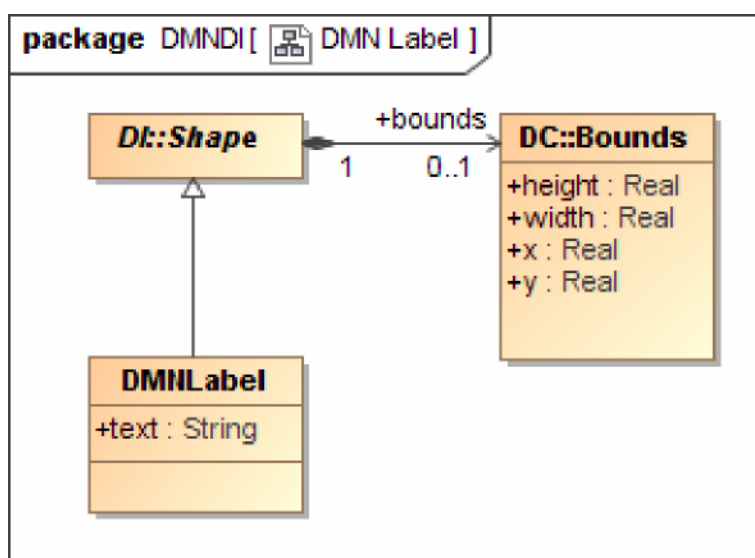 package DMNDI [ DMN Label ]
DI::Shape
+bounds
1
0..1
DC::Bounds
+height : Real
+width : Real
+x : Real
+y : Real
DMNLabel
+text : String